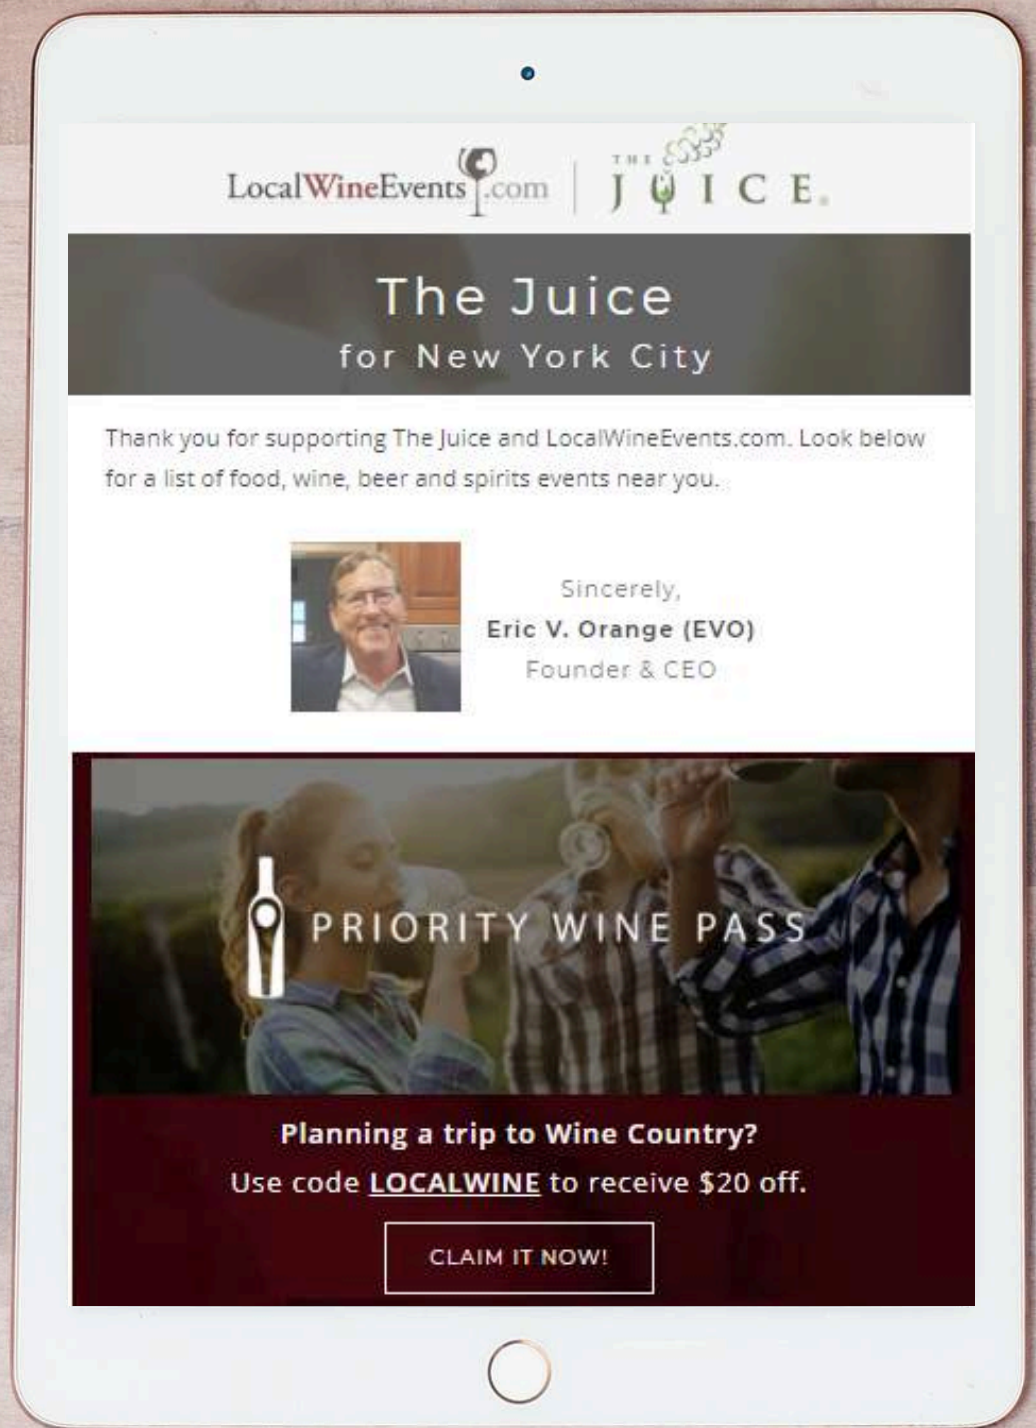 LocalWineEvents.com
THE
JUICE®
The Juice
for New York City
Thank you for supporting The Juice and LocalWineEvents.com. Look below
for a list of food, wine, beer and spirits events near you.
Sincerely,
Eric V. Orange (EVO)
Founder & CEO
PRIORITY WINE PASS
Planning a trip to Wine Country?
Use code LOCALWINE to receive $20 off.
CLAIM IT NOW!